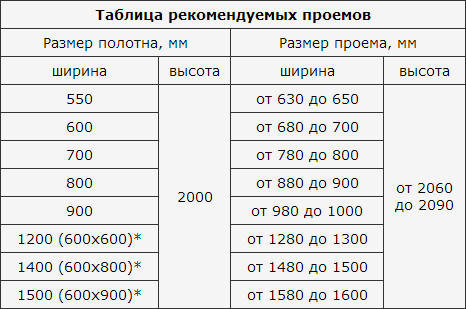 Таблица рекомендуемых проемов
Размер полотна, мм Размер проема, мм
ширина высота ширина высота
550 от 630 до 650
600 от 680 до 700
700 от 780 до 800
800 от 880 до 900
2000 от 2060
до 2090
900 от 980 до 1000
1200 (600x600)* от 1280 до 1300
1400 (600x800)* от 1480 до 1500
1500 (600x900)* от 1580 до 1600